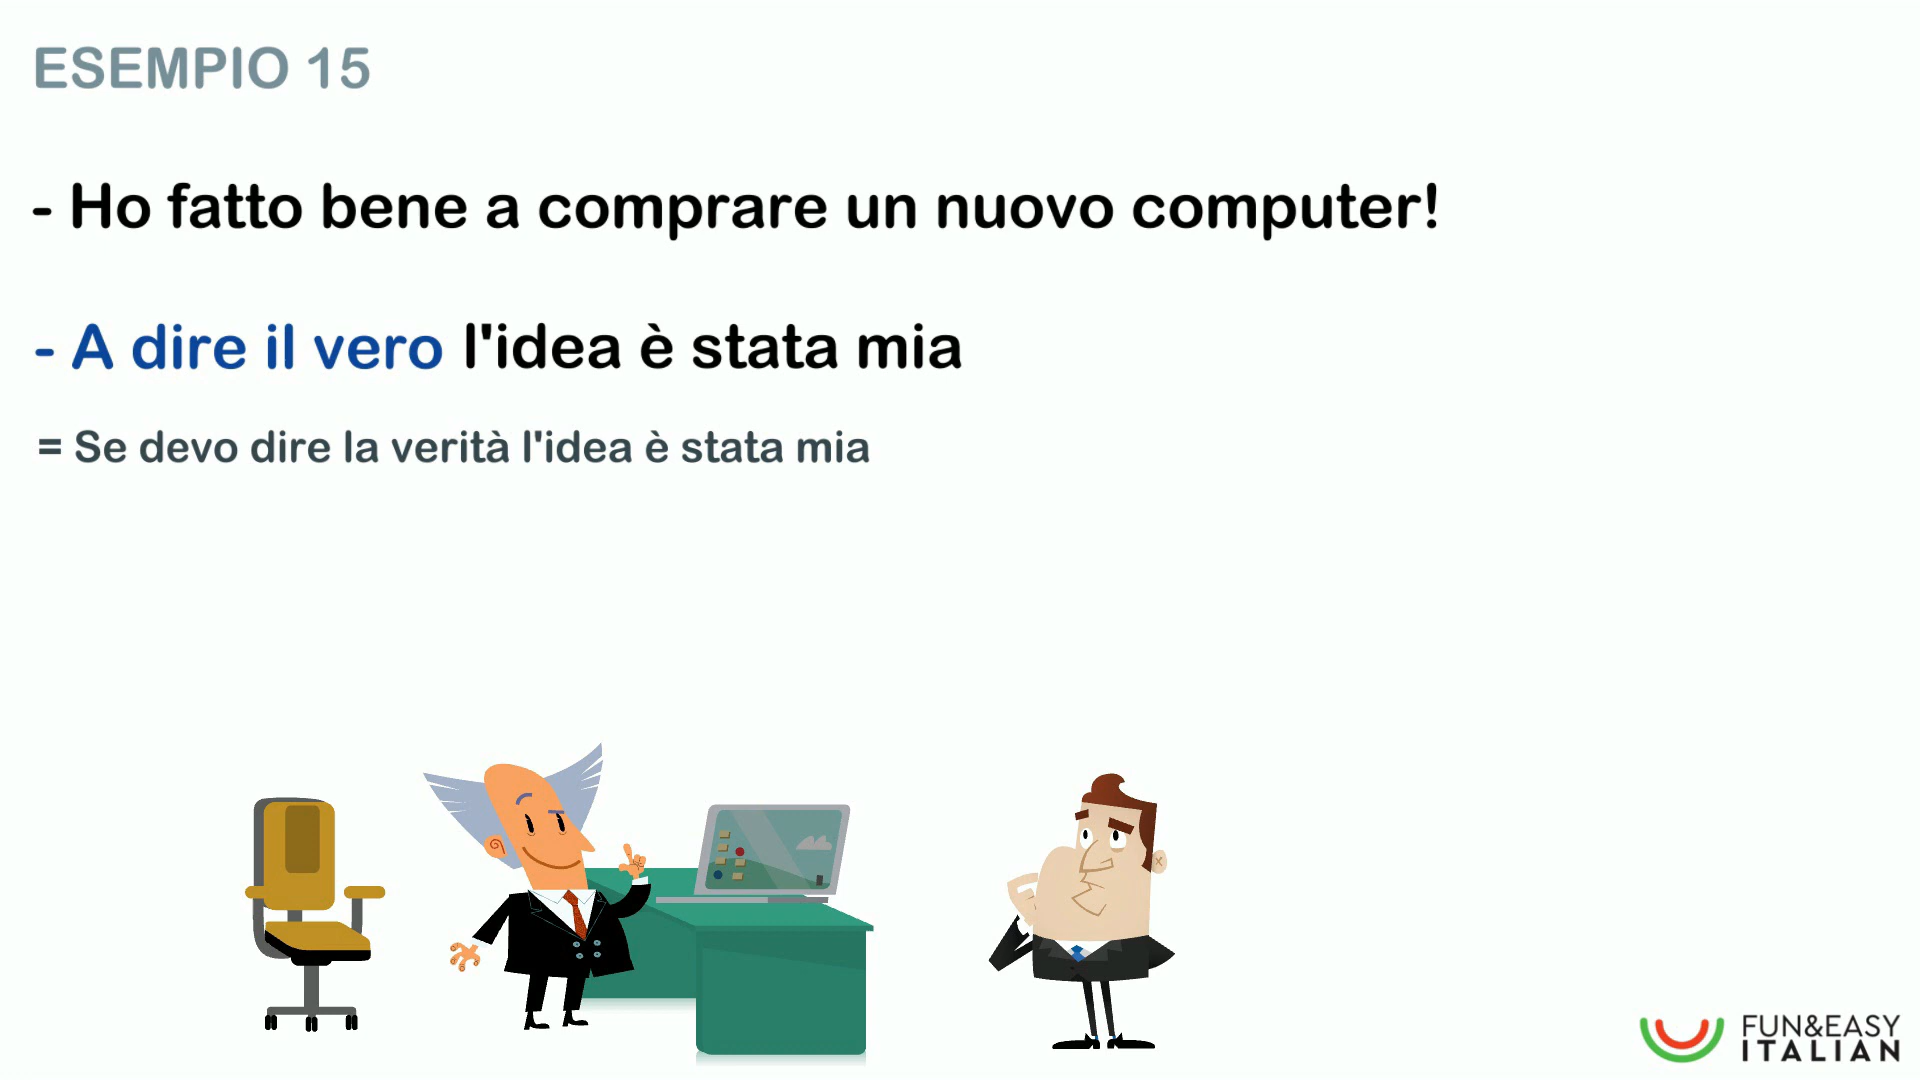 ESEMPIO 15
- Ho fatto bene a comprare un nuovo computer!
- A dire il vero l'idea è stata mia
= Se devo dire la verità l'idea è stata mia
FUN&EASY
ITALIAN